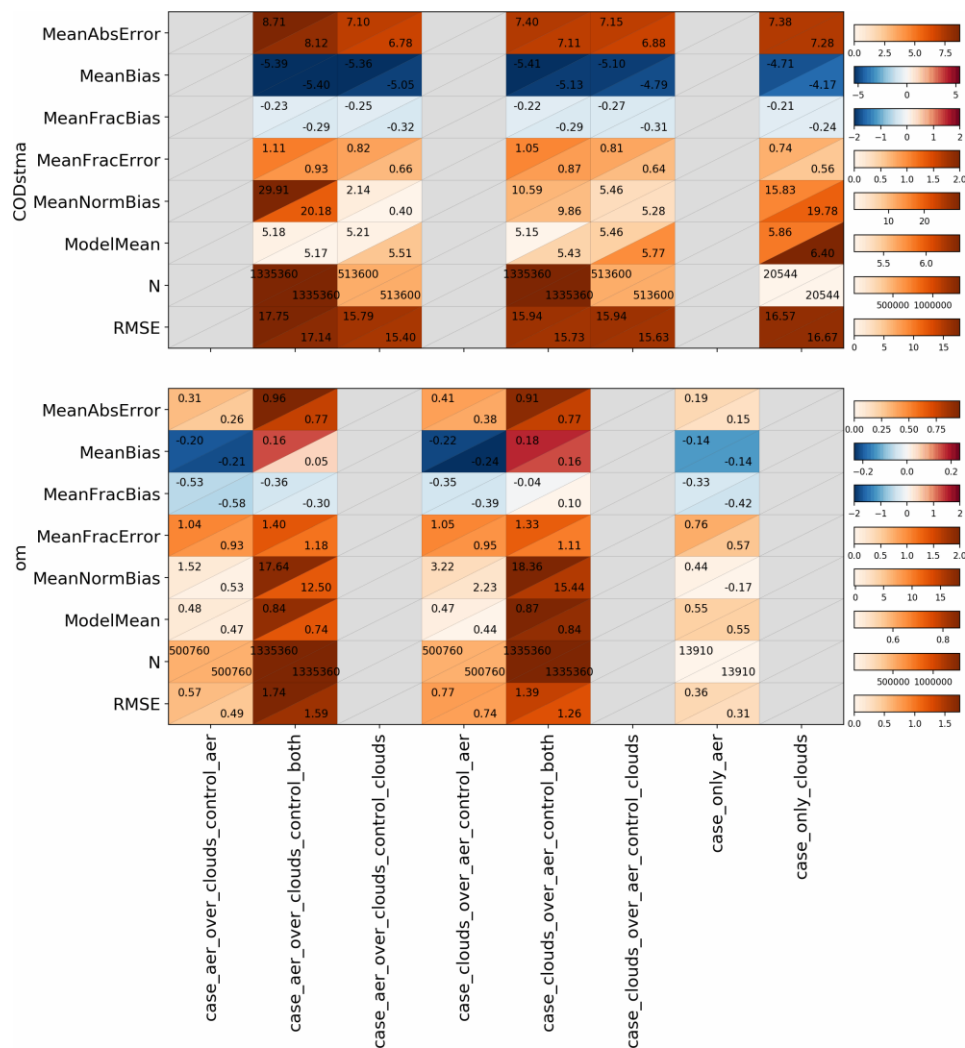 MeanAbsError 8.71 8.12 7.10 6.78 7.40 7.11 7.15 6.88 7.38 7.28 0.0 2.5 5.0 7.5
MeanBias -5.39 -5.40 -5.36 -5.05 -5.41 -5.13 -5.10 -4.79 -4.71 -4.17 −5 0 5
MeanFracBias -0.23 -0.29 -0.25 -0.32 -0.22 -0.29 -0.27 -0.31 -0.21 -0.24 −2 −1 0 1 2
MeanFracError 1.11 0.93 0.82 0.66 1.05 0.87 0.81 0.64 0.74 0.56 0.0 0.5 1.0 1.5 2.0
CODstma
MeanNormBias 29.91 20.18 2.14 0.40 10.59 9.86 5.46 5.28 15.83 19.78 10 20
ModelMean 5.18 5.17 5.21 5.51 5.15 5.43 5.46 5.77 5.86 6.40 5.5 6.0
N 1335360 1335360 513600 513600 1335360 1335360 513600 513600 20544 20544 500000 1000000
RMSE 17.75 17.14 15.79 15.40 15.94 15.73 15.94 15.63 16.57 16.67 0 5 10 15
MeanAbsError 0.31 0.26 0.96 0.77 0.41 0.38 0.91 0.77 0.19 0.15 0.00 0.25 0.50 0.75
MeanBias -0.20 -0.21 0.16 0.05 -0.22 -0.24 0.18 0.16 -0.14 -0.14 −0.2 0.0 0.2
MeanFracBias -0.53 -0.58 -0.36 -0.30 -0.35 -0.39 -0.04 0.10 -0.33 -0.42 −2 −1 0 1 2
MeanFracError 1.04 0.93 1.40 1.18 1.05 0.95 1.33 1.11 0.76 0.57 0.0 0.5 1.0 1.5 2.0
om
MeanNormBias 1.52 0.53 17.64 12.50 3.22 2.23 18.36 15.44 0.44 -0.17 0 5 10 15
ModelMean 0.48 0.47 0.84 0.74 0.47 0.44 0.87 0.84 0.55 0.55 0.6 0.8
N 500760 500760 1335360 1335360 500760 500760 1335360 1335360 13910 13910 500000 1000000
RMSE 0.57 0.49 1.74 1.59 0.77 0.74 1.39 1.26 0.36 0.31 0.0 0.5 1.0 1.5
case_aer_over_clouds_control_aer
case_aer_over_clouds_control_both
case_aer_over_clouds_control_clouds
case_clouds_over_aer_control_aer
case_clouds_over_aer_control_both
case_clouds_over_aer_control_clouds
case_only_aer
case_only_clouds